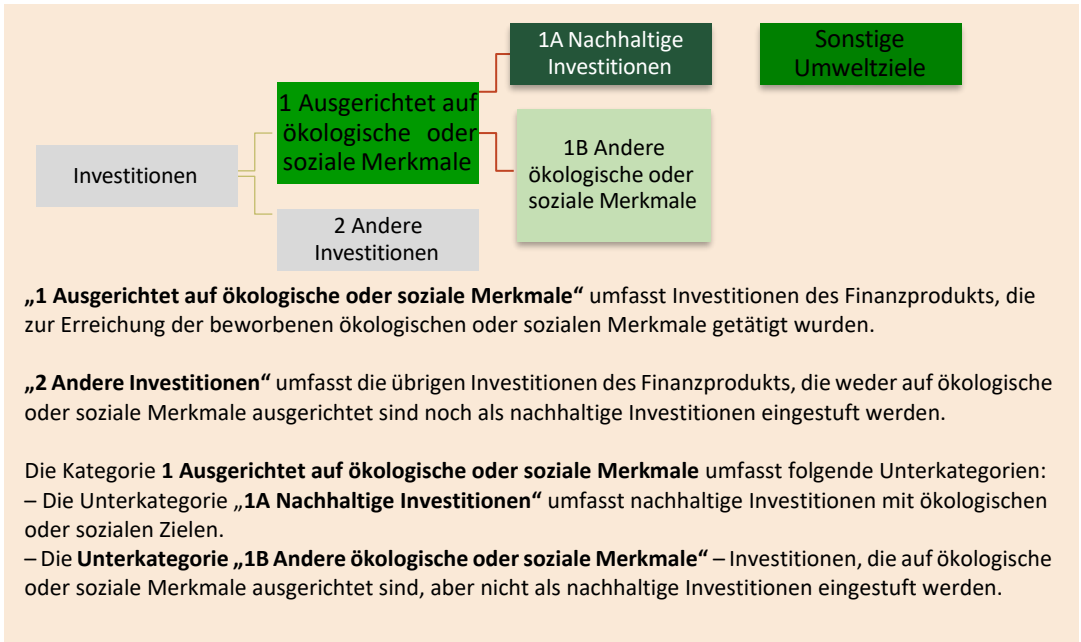 1A Nachhaltige
Investitionen
Sonstige
Umweltziele
1 Ausgerichtet auf
ökologische oder
soziale Merkmale
1B Andere
ökologische oder
soziale Merkmale
Investitionen
2 Andere
Investitionen
„1 Ausgerichtet auf ökologische oder soziale Merkmale“ umfasst Investitionen des Finanzprodukts, die
zur Erreichung der beworbenen ökologischen oder sozialen Merkmale getätigt wurden.
„2 Andere Investitionen“ umfasst die übrigen Investitionen des Finanzprodukts, die weder auf ökologische
oder soziale Merkmale ausgerichtet sind noch als nachhaltige Investitionen eingestuft werden.
Die Kategorie 1 Ausgerichtet auf ökologische oder soziale Merkmale umfasst folgende Unterkategorien:
– Die Unterkategorie „1A Nachhaltige Investitionen“ umfasst nachhaltige Investitionen mit ökologischen
oder sozialen Zielen.
– Die Unterkategorie „1B Andere ökologische oder soziale Merkmale“ – Investitionen, die auf ökologische
oder soziale Merkmale ausgerichtet sind, aber nicht als nachhaltige Investitionen eingestuft werden.